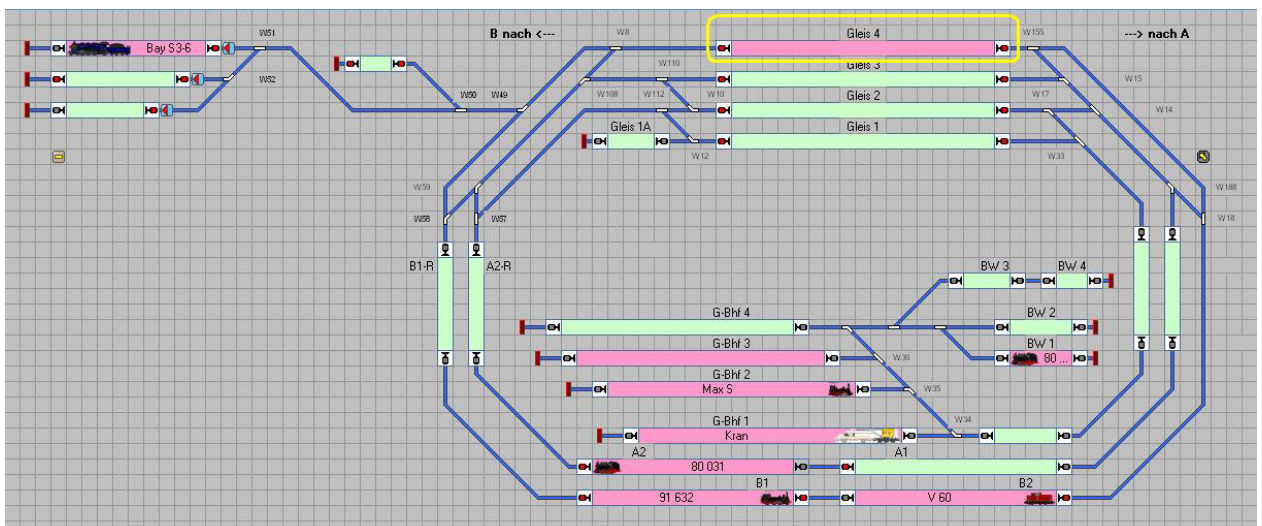 W51
B nach <---
W8
Gleis 4
W155
---> nach A
Bay S3-6
W110
Gleis 3
W52
W15
W50
W49
W108
W112
W10
Gleis 2
W17
W14
Gleis 1A
Gleis 1
W12
W33
W59
W188
W58
W57
W18
B1-R
A2-R
BW 3
BW 4
G-Bhf 4
BW 2
G-Bhf 3
BW 1
W36
80 ...
G-Bhf 2
Max S
W35
G-Bhf 1
W34
Kran
A2
A1
80 031
B1
B2
91 632
V 60